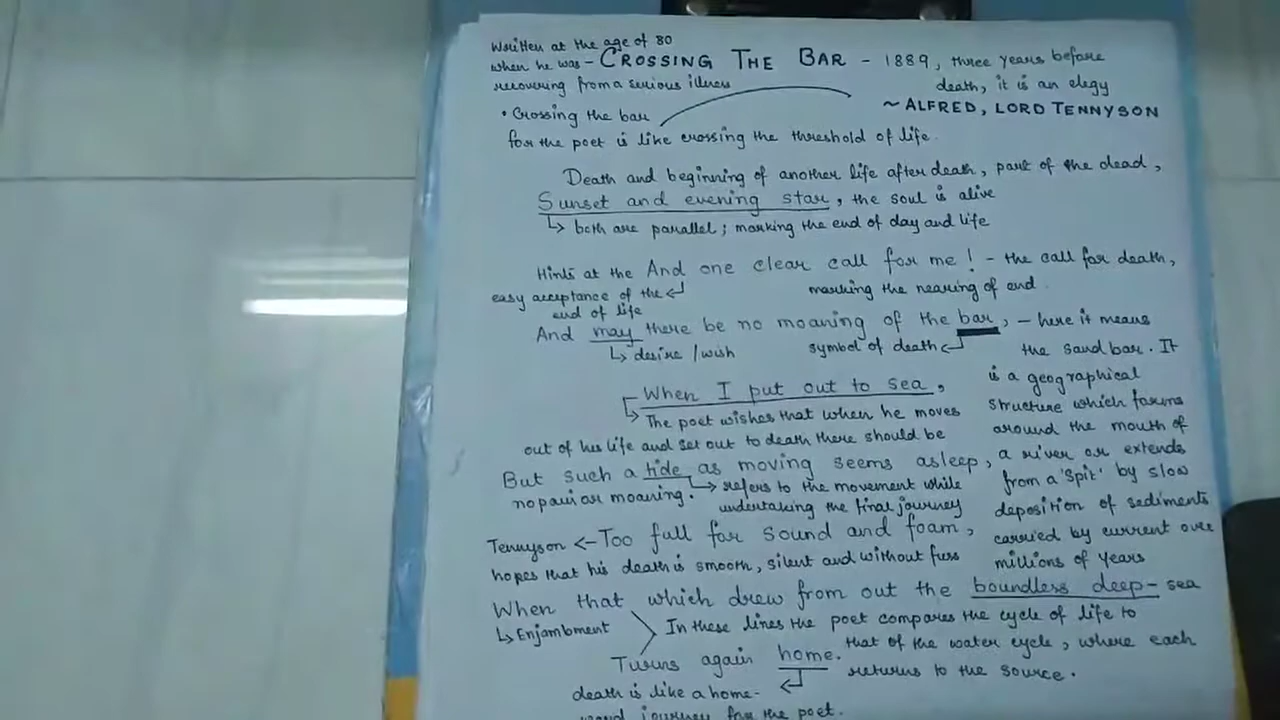 Written at the age of 80
when he was – CROSSING THE BAR – 1889, three years before
recovering from a serious illness death, it is an elegy
• Crossing the bar ~ ALFRED, LORD TENNYSON
for the poet is like crossing the threshold of life.
Death and beginning of another life after death, part of the dead,
Sunset and evening star, the soul is alive
↳ both are parallel; marking the end of day and life
Hints at the And one clear call for me! – the call for death,
easy acceptance of the marking the nearing of end.
end of life
And may there be no moaning of the bar, – here it means
↳ desire/wish symbol of death the sand bar. It
When I put out to sea, is a geographical
The poet wishes that when he moves structure which forms
out of his life and set out to death there should be around the mouth of
But such a tide as moving seems asleep, a river or extends
no pain or moaning. → refers to the movement while from a 'spit' by slow
undertaking the final journey deposition of sediments
Tennyson ← Too full for sound and foam, carried by current over
hopes that his death is smooth, silent and without fuss millions of years
When that which drew from out the boundless deep – sea
↳ Enjambment In these lines the poet compares the cycle of life to
Turns again home. that of the water cycle, where each
returns to the source.
death is like a home-
ward journey for the poet.